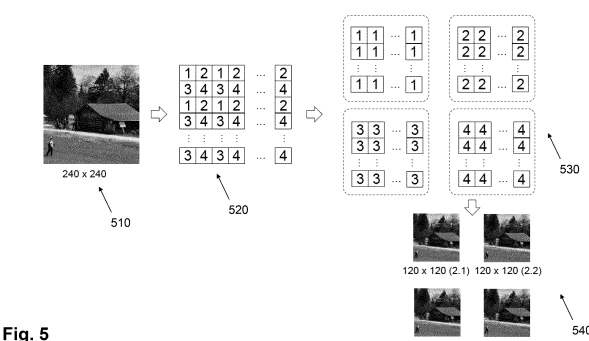 1 1 ... 1
1 1 ... 1
⋮ ⋮
1 1 ... 1
2 2 ... 2
2 2 ... 2
⋮ ⋮
2 2 ... 2
1 2 1 2 ... 2
3 4 3 4 ... 4
1 2 1 2 ... 2
3 4 3 4 ... 4
⋮ ⋮ ⋮ ⋮
3 4 3 4 ... 4
3 3 ... 3
3 3 ... 3
⋮ ⋮
3 3 ... 3
4 4 ... 4
4 4 ... 4
⋮ ⋮
4 4 ... 4
240 x 240
510
520
530
120 x 120 (2.1) 120 x 120 (2.2)
540
Fig. 5